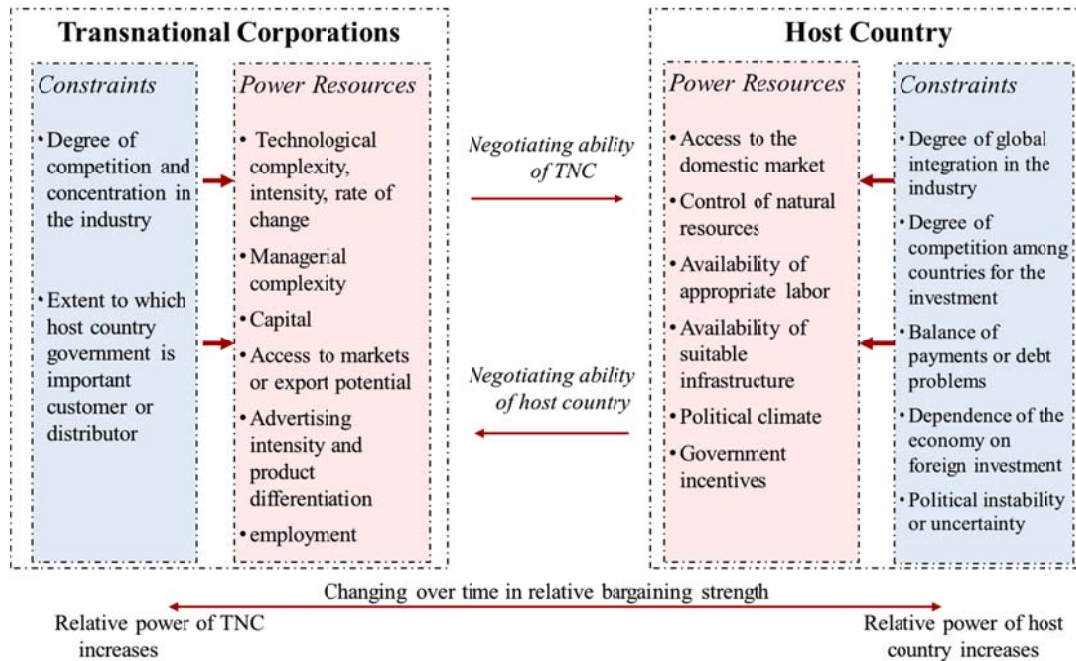 Transnational Corporations
Constraints
• Degree of
competition and
concentration in
the industry
• Extent to which
host country
government is
important
customer or
distributor
Power Resources
• Technological
complexity,
intensity, rate of
change
• Managerial
complexity
• Capital
• Access to markets
or export potential
• Advertising
intensity and
product
differentiation
• employment
Negotiating ability
of TNC
Negotiating ability
of host country
Host Country
Power Resources
• Access to the
domestic market
• Control of natural
resources
• Availability of
appropriate labor
• Availability of
suitable
infrastructure
• Political climate
• Government
incentives
Constraints
• Degree of global
integration in the
industry
• Degree of
competition among
countries for the
investment
• Balance of
payments or debt
problems
• Dependence of the
economy on
foreign investment
• Political instability
or uncertainty
Changing over time in relative bargaining strength
Relative power of TNC
increases
Relative power of host
country increases